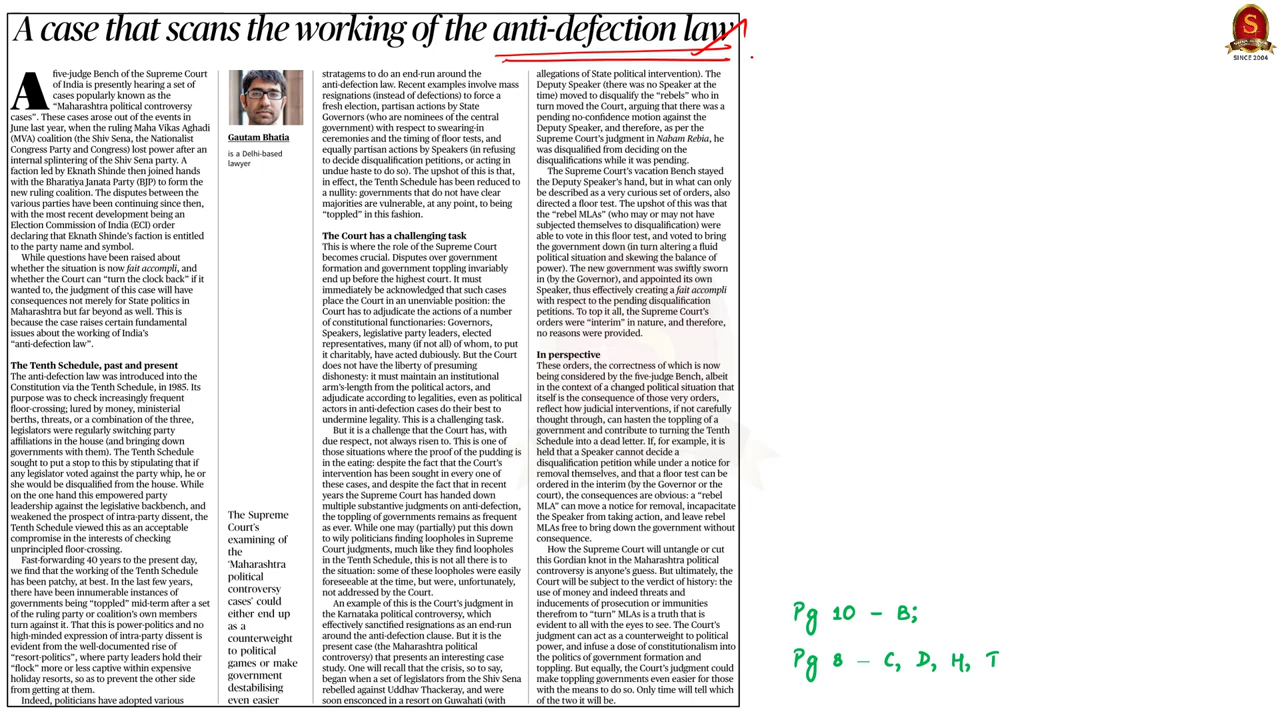 A case that scans the working of the anti-defection law
A five-judge Bench of the Supreme Court
of India is presently hearing a set of
cases popularly known as the
“Maharashtra political controversy
cases”. These cases arose out of the events in
June last year, when the ruling Maha Vikas Aghadi
(MVA) coalition (the Shiv Sena, the Nationalist
Congress Party and Congress) lost power after an
internal splintering of the Shiv Sena party. A
faction led by Eknath Shinde then joined hands
with the Bharatiya Janata Party (BJP) to form the
new ruling coalition. The disputes between the
various parties have been continuing since then,
with the most recent development being an
Election Commission of India (ECI) order
declaring that Eknath Shinde’s faction is entitled
to the party name and symbol.
While questions have been raised about
whether the situation is now fait accompli, and
whether the Court can “turn the clock back” if it
wanted to, the judgment of this case will have
consequences not merely for State politics in
Maharashtra but far beyond as well. This is
because the case raises certain fundamental
issues about the working of India’s
“anti-defection law”.
The Tenth Schedule, past and present
The anti-defection law was introduced into the
Constitution via the Tenth Schedule, in 1985. Its
purpose was to check increasingly frequent
floor-crossing; lured by money, ministerial
berths, threats, or a combination of the three,
legislators were regularly switching party
affiliations in the house (and bringing down
governments with them). The Tenth Schedule
sought to put a stop to this by stipulating that if
any legislator voted against the party whip, he or
she would be disqualified from the house. While
on the one hand this empowered party
leadership against the legislative backbench, and
weakened the prospect of intra-party dissent, the
Tenth Schedule viewed this as an acceptable
compromise in the interests of checking
unprincipled floor-crossing.
Fast-forwarding 40 years to the present day,
we find that the working of the Tenth Schedule
has been patchy, at best. In the last few years,
there have been innumerable instances of
governments being “toppled” mid-term after a set
of the ruling party or coalition’s own members
turn against it. That this is power-politics and no
high-minded expression of intra-party dissent is
evident from the well-documented rise of
“resort-politics”, where party leaders hold their
“flock” more or less captive within expensive
holiday resorts, so as to prevent the other side
from getting at them.
Indeed, politicians have adopted various
Gautam Bhatia
is a Delhi-based
lawyer
The Supreme
Court’s
examining of
the
‘Maharashtra
political
controversy
cases’ could
either end up
as a
counterweight
to political
games or make
government
destabilising
even easier
stratagems to do an end-run around the
anti-defection law. Recent examples involve mass
resignations (instead of defections) to force a
fresh election, partisan actions by State
Governors (who are nominees of the central
government) with respect to swearing-in
ceremonies and the timing of floor tests, and
equally partisan actions by Speakers (in refusing
to decide disqualification petitions, or acting in
undue haste to do so). The upshot of this is that,
in effect, the Tenth Schedule has been reduced to
a nullity: governments that do not have clear
majorities are vulnerable, at any point, to being
“toppled” in this fashion.
The Court has a challenging task
This is where the role of the Supreme Court
becomes crucial. Disputes over government
formation and government toppling invariably
end up before the highest court. It must
immediately be acknowledged that such cases
place the Court in an unenviable position: the
Court has to adjudicate the actions of a number
of constitutional functionaries: Governors,
Speakers, legislative party leaders, elected
representatives, many (if not all) of whom, to put
it charitably, have acted dubiously. But the Court
does not have the liberty of presuming
dishonesty: it must maintain an institutional
arm’s-length from the political actors, and
adjudicate according to legalities, even as political
actors in anti-defection cases do their best to
undermine legality. This is a challenging task.
But it is a challenge that the Court has, with
due respect, not always risen to. This is one of
those situations where the proof of the pudding is
in the eating: despite the fact that the Court’s
intervention has been sought in every one of
these cases, and despite the fact that in recent
years the Supreme Court has handed down
multiple substantive judgments on anti-defection,
the toppling of governments remains as frequent
as ever. While one may (partially) put this down
to wily politicians finding loopholes in Supreme
Court judgments, much like they find loopholes
in the Tenth Schedule, this is not all there is to
the situation: some of these loopholes were easily
foreseeable at the time, but were, unfortunately,
not addressed by the Court.
An example of this is the Court’s judgment in
the Karnataka political controversy, which
effectively sanctified resignations as an end-run
around the anti-defection clause. But it is the
present case (the Maharashtra political
controversy) that presents an interesting case
study. One will recall that the crisis, so to say,
began when a set of legislators from the Shiv Sena
rebelled against Uddhav Thackeray, and were
soon ensconced in a resort on Guwahati (with
allegations of State political intervention). The
Deputy Speaker (there was no Speaker at the
time) moved to disqualify the “rebels” who in
turn moved the Court, arguing that there was a
pending no-confidence motion against the
Deputy Speaker, and therefore, as per the
Supreme Court’s judgment in Nabam Rebia, he
was disqualified from deciding on the
disqualifications while it was pending.
The Supreme Court’s vacation Bench stayed
the Deputy Speaker’s hand, but in what can only
be described as a very curious set of orders, also
directed a floor test. The upshot of this was that
the “rebel MLAs” (who may or may not have
subjected themselves to disqualification) were
able to vote in this floor test, and voted to bring
the government down (in turn altering a fluid
political situation and skewing the balance of
power). The new government was swiftly sworn
in (by the Governor), and appointed its own
Speaker, thus effectively creating a fait accompli
with respect to the pending disqualification
petitions. To top it all, the Supreme Court’s
orders were “interim” in nature, and therefore,
no reasons were provided.
In perspective
These orders, the correctness of which is now
being considered by the five-judge Bench, albeit
in the context of a changed political situation that
itself is the consequence of those very orders,
reflect how judicial interventions, if not carefully
thought through, can hasten the toppling of a
government and contribute to turning the Tenth
Schedule into a dead letter. If, for example, it is
held that a Speaker cannot decide a
disqualification petition while under a notice for
removal themselves, and that a floor test can be
ordered in the interim (by the Governor or the
court), the consequences are obvious: a “rebel
MLA” can move a notice for removal, incapacitate
the Speaker from taking action, and leave rebel
MLAs free to bring down the government without
consequence.
How the Supreme Court will untangle or cut
this Gordian knot in the Maharashtra political
controversy is anyone’s guess. But ultimately, the
Court will be subject to the verdict of history: the
use of money and indeed threats and
inducements of prosecution or immunities
therefrom to “turn” MLAs is a truth that is
evident to all with the eyes to see. The Court’s
judgment can act as a counterweight to political
power, and infuse a dose of constitutionalism into
the politics of government formation and
toppling. But equally, the Court’s judgment could
make toppling governments even easier for those
with the means to do so. Only time will tell which
of the two it will be.
S
SINCE 2004
Pg 10 - B;
Pg 8 - C, D, H, T